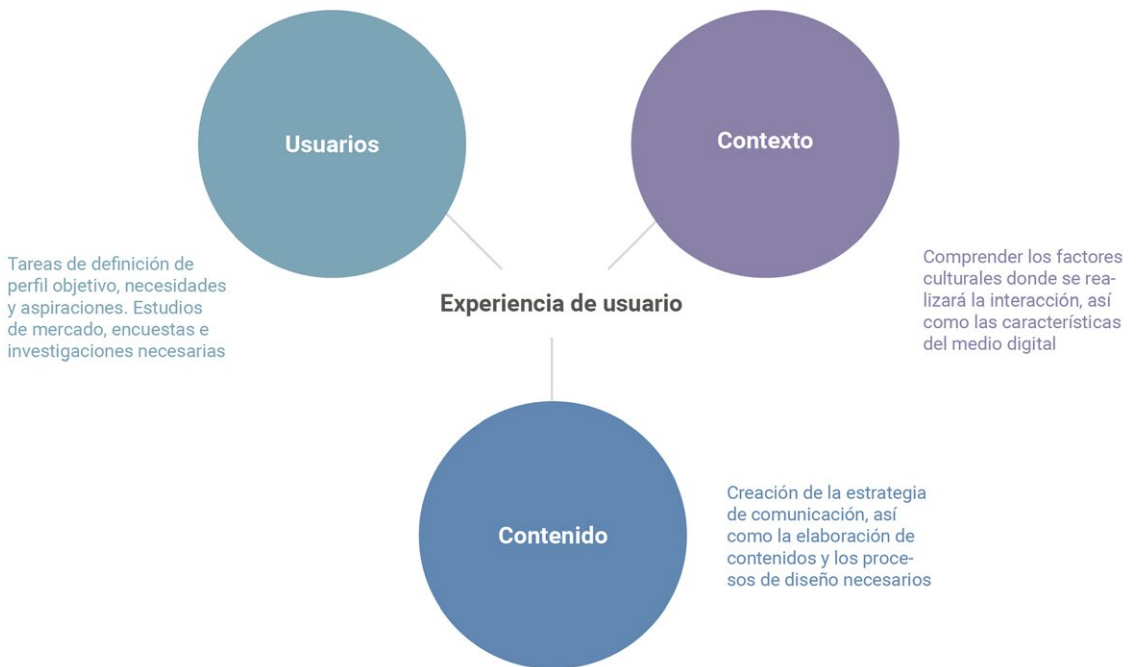 Usuarios
Contexto
Tareas de definición de
perfil objetivo, necesidades
y aspiraciones. Estudios
de mercado, encuestas e
investigaciones necesarias
Experiencia de usuario
Comprender los factores
culturales donde se rea-
lizará la interacción, así
como las características
del medio digital
Contenido
Creación de la estrategia
de comunicación, así
como la elaboración de
contenidos y los proce-
sos de diseño necesarios